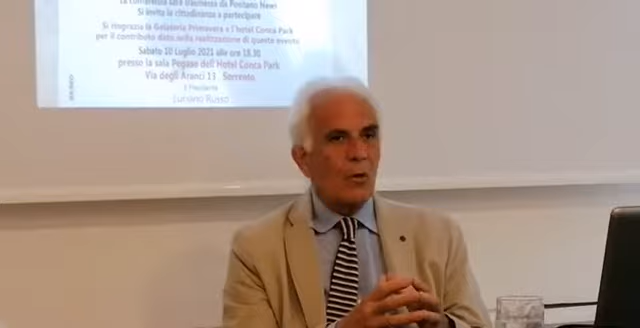 La conferenza sarà trasmessa da Positano News
Si invita la cittadinanza a partecipare
Si ringrazia la Gelateria Primavera e l'hotel Conca Park
per il contributo dato nella realizzazione di questo evento
Sabato 10 Luglio 2021 alle ore 18.30
presso la sala Pegaso dell'Hotel Conca Park
Via degli Aranci 13 Sorrento
Il Presidente
Luciano Russo